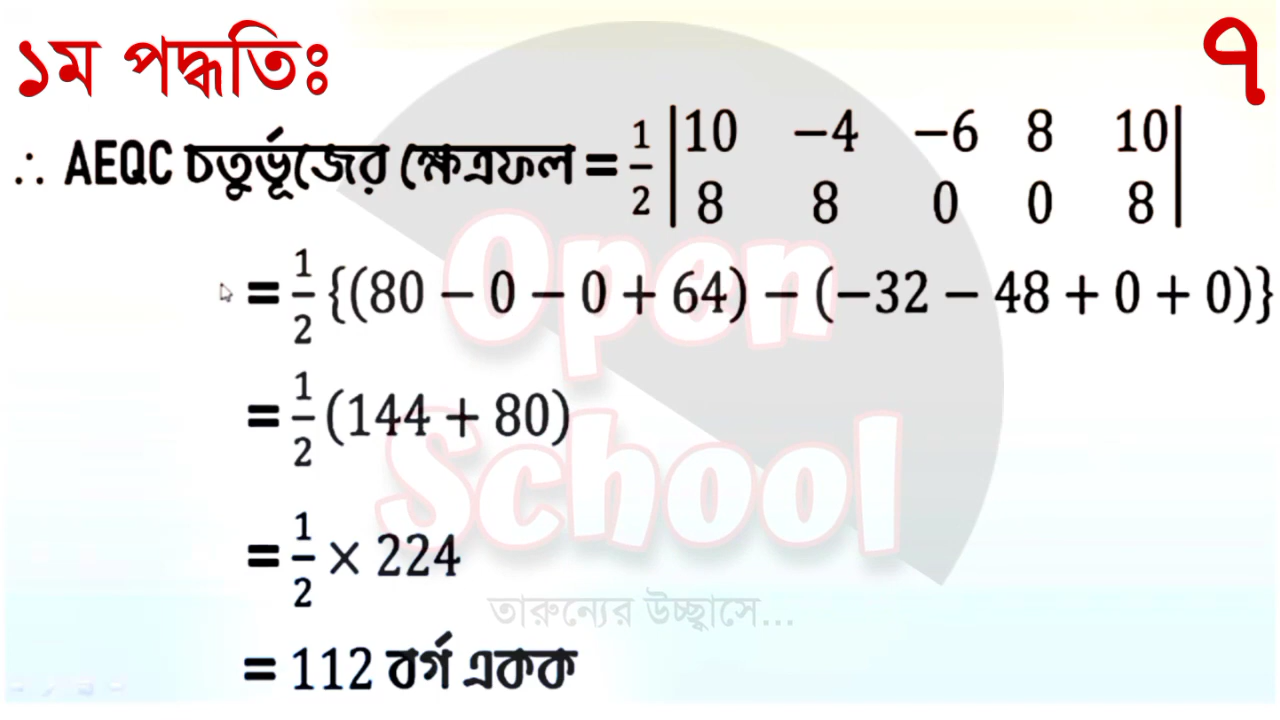 ১ম পদ্ধতিঃ
৭
∴ AEQC চতুর্ভূজের ক্ষেত্রফল = 1/2 |10 −4 −6 8 10|
|8 8 0 0 8|
= 1/2 {(80 − 0 − 0 + 64) − (−32 − 48 + 0 + 0)}
= 1/2 (144 + 80)
= 1/2 × 224
= 112 বর্গ একক
Open
School
তারুন্যের উচ্ছ্বাসে...